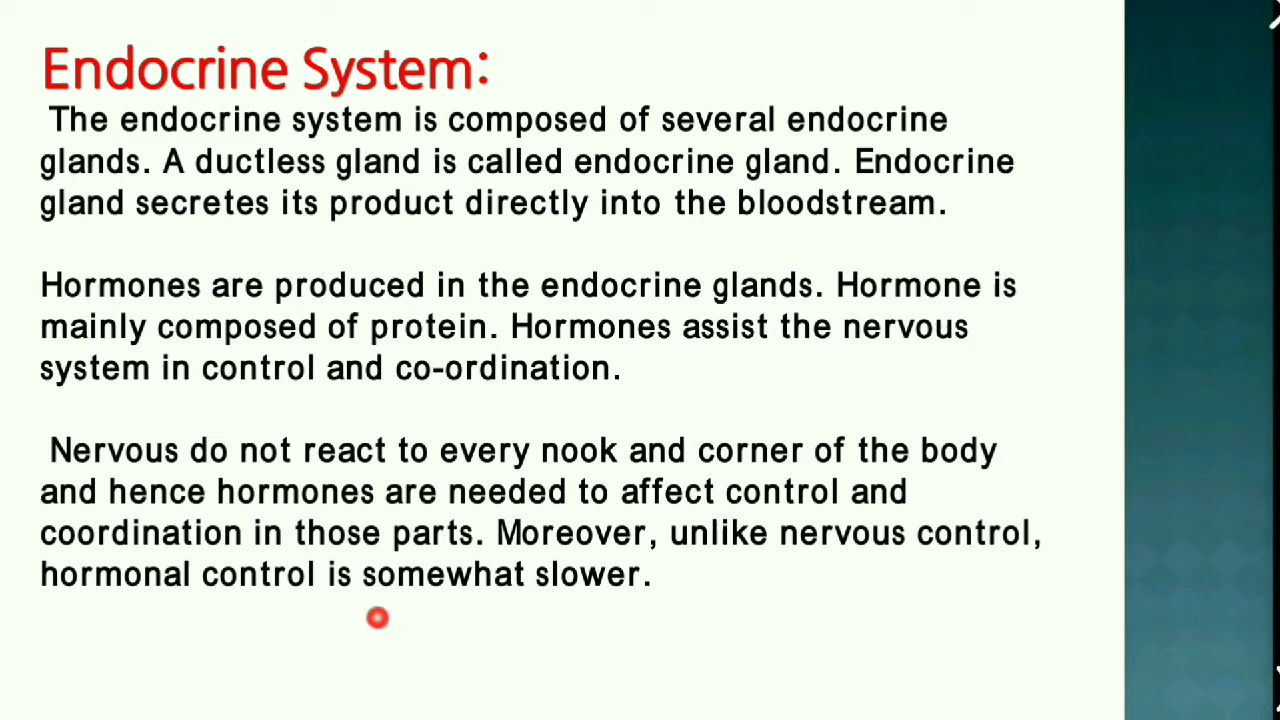 Endocrine System:
The endocrine system is composed of several endocrine
glands. A ductless gland is called endocrine gland. Endocrine
gland secretes its product directly into the bloodstream.
Hormones are produced in the endocrine glands. Hormone is
mainly composed of protein. Hormones assist the nervous
system in control and co-ordination.
Nervous do not react to every nook and corner of the body
and hence hormones are needed to affect control and
coordination in those parts. Moreover, unlike nervous control,
hormonal control is somewhat slower.